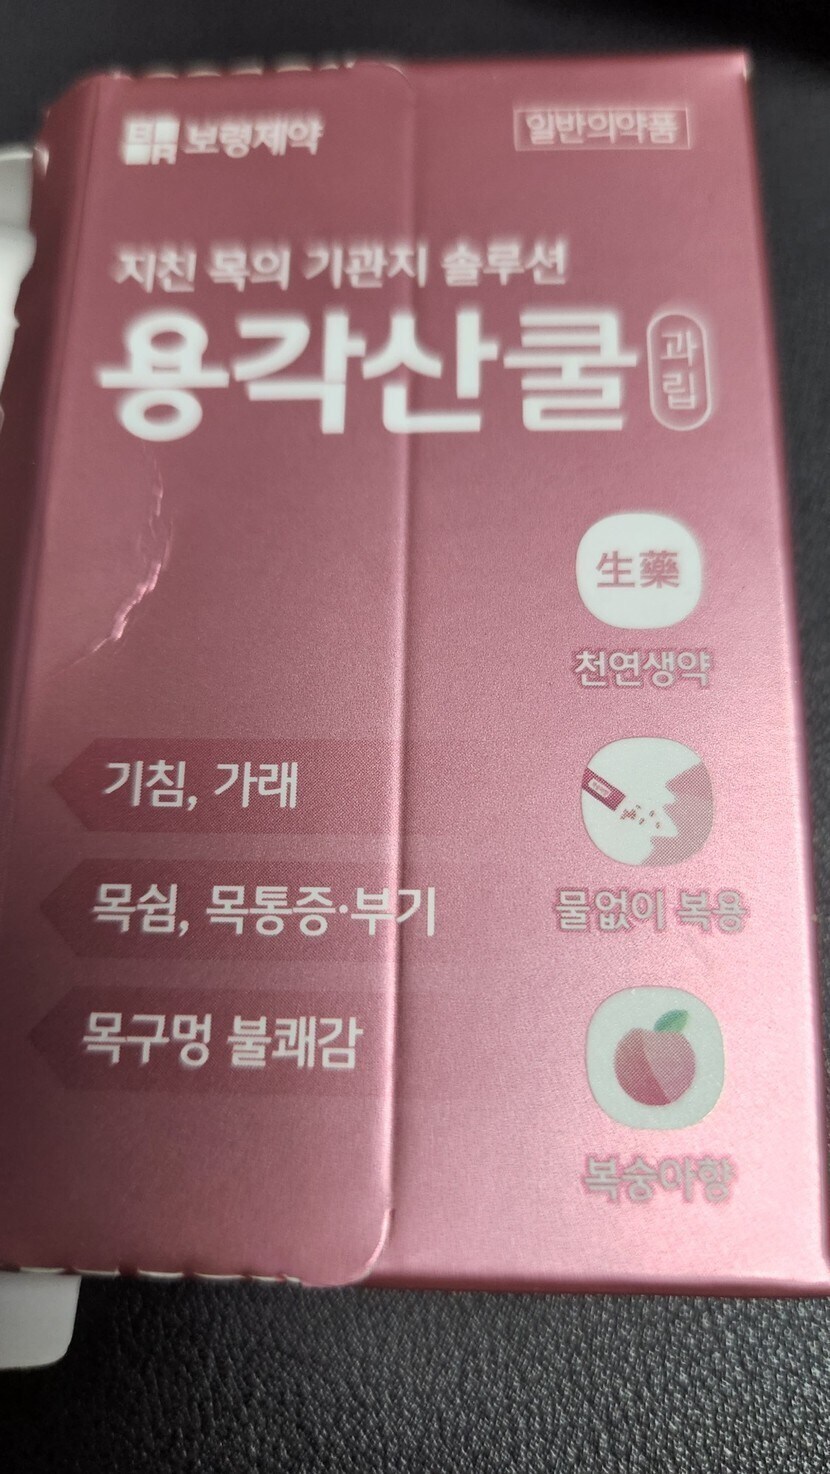 보령제약
일반의약품
지친 목의 기관지 솔루션
용각산쿨
과립
生藥
천연생약
기침, 가래
물없이 복용
목쉼, 목통증·부기
목구멍 불쾌감
복숭아향